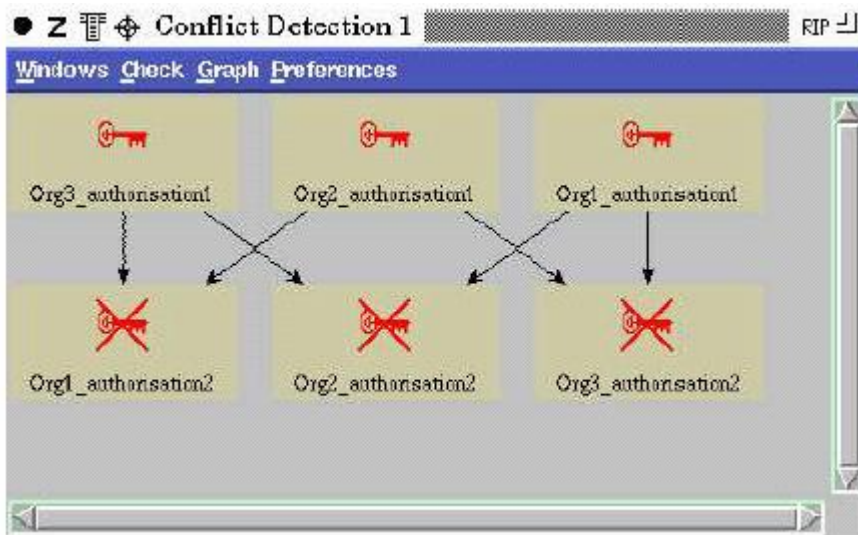 Z Conflict Detection 1 RIP
Windows Check Graph Preferences
Org3_authorisation1 Org2_authorisation1 Org1_authorisation1
Org1_authorisation2 Org2_authorisation2 Org3_authorisation2